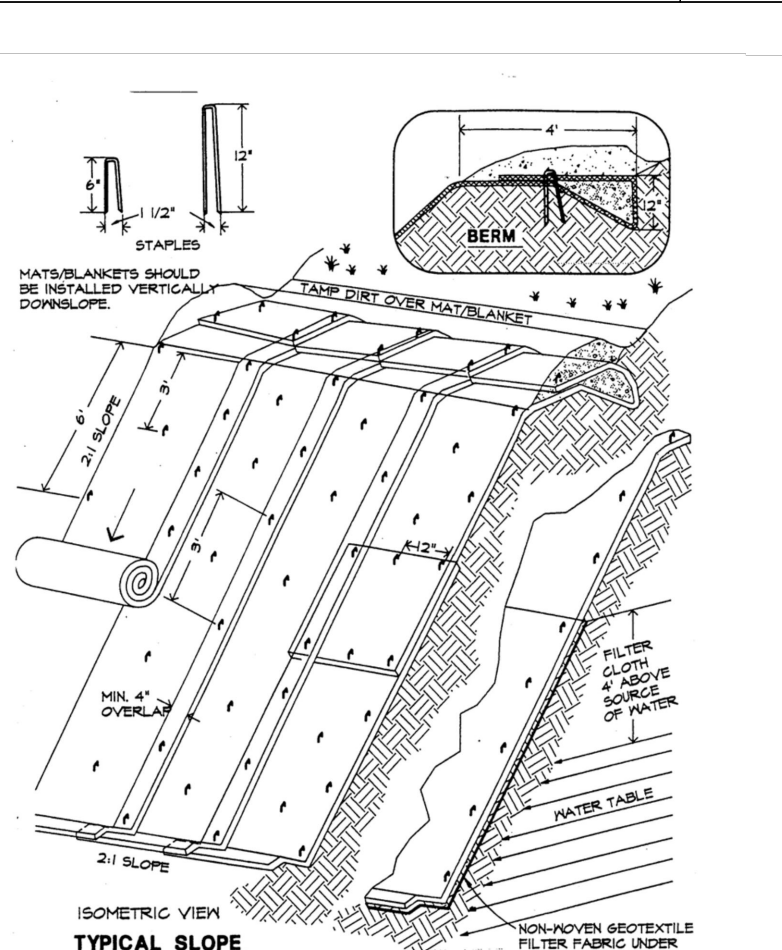 4'
12"
6"
12"
1 1/2"
BERM
STAPLES
MATS/BLANKETS SHOULD
BE INSTALLED VERTICALLY
DOWNSLOPE.
TAMP DIRT OVER MAT/BLANKET
3'
6'
2:1 SLOPE
3'
12"
FILTER
CLOTH
4' ABOVE
SOURCE
OF WATER
MIN. 4"
OVERLAP
WATER TABLE
2:1 SLOPE
ISOMETRIC VIEW
TYPICAL SLOPE
NON-WOVEN GEOTEXTILE
FILTER FABRIC UNDER